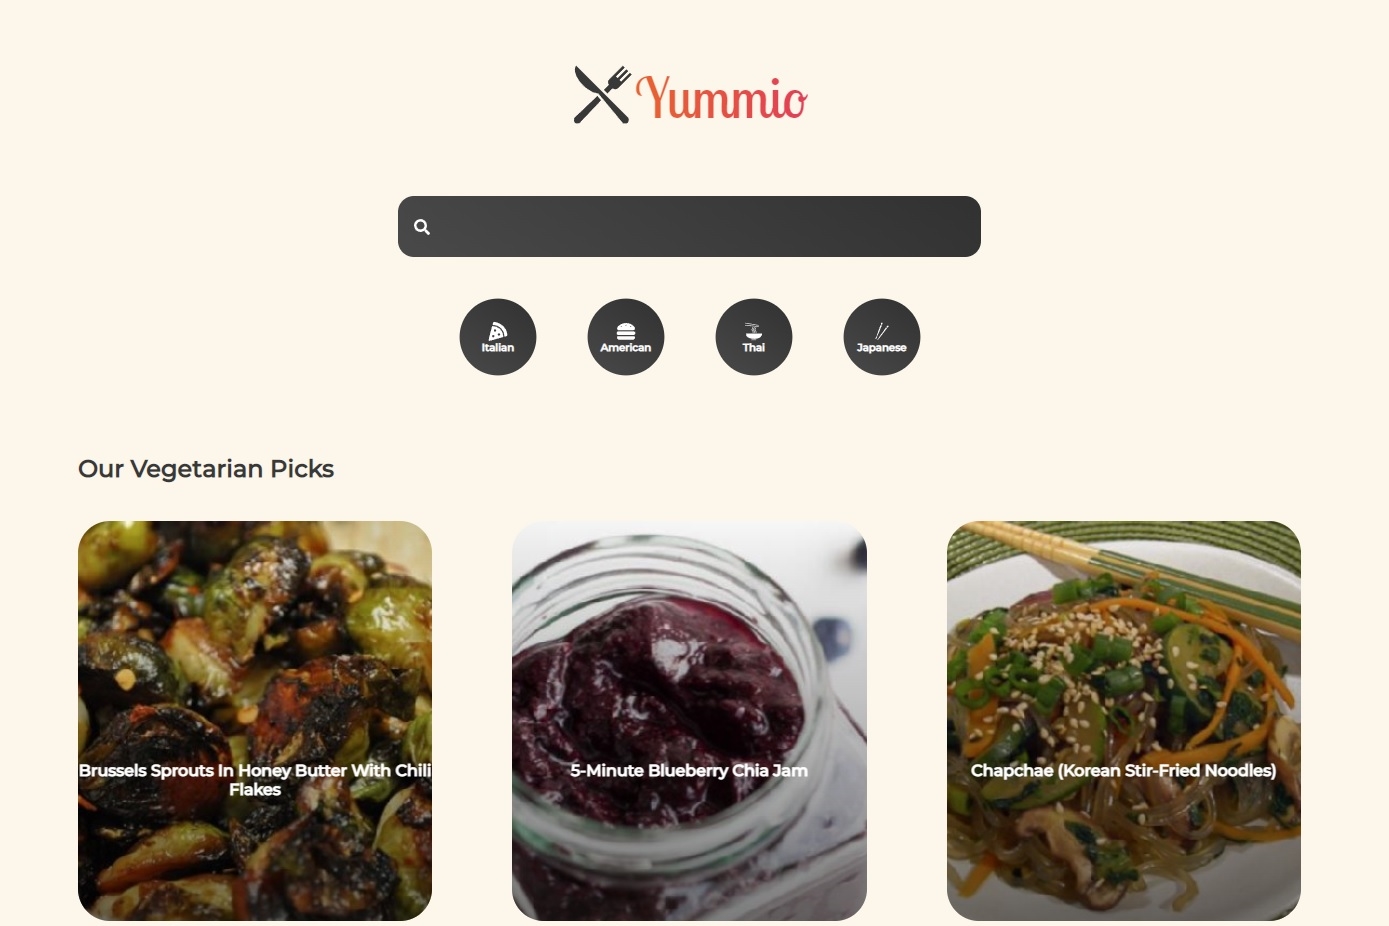 Yummio
Italian
American
Thai
Japanese
Our Vegetarian Picks
Brussels Sprouts In Honey Butter With Chili
Flakes
5-Minute Blueberry Chia Jam
Chapchae (Korean Stir-Fried Noodles)